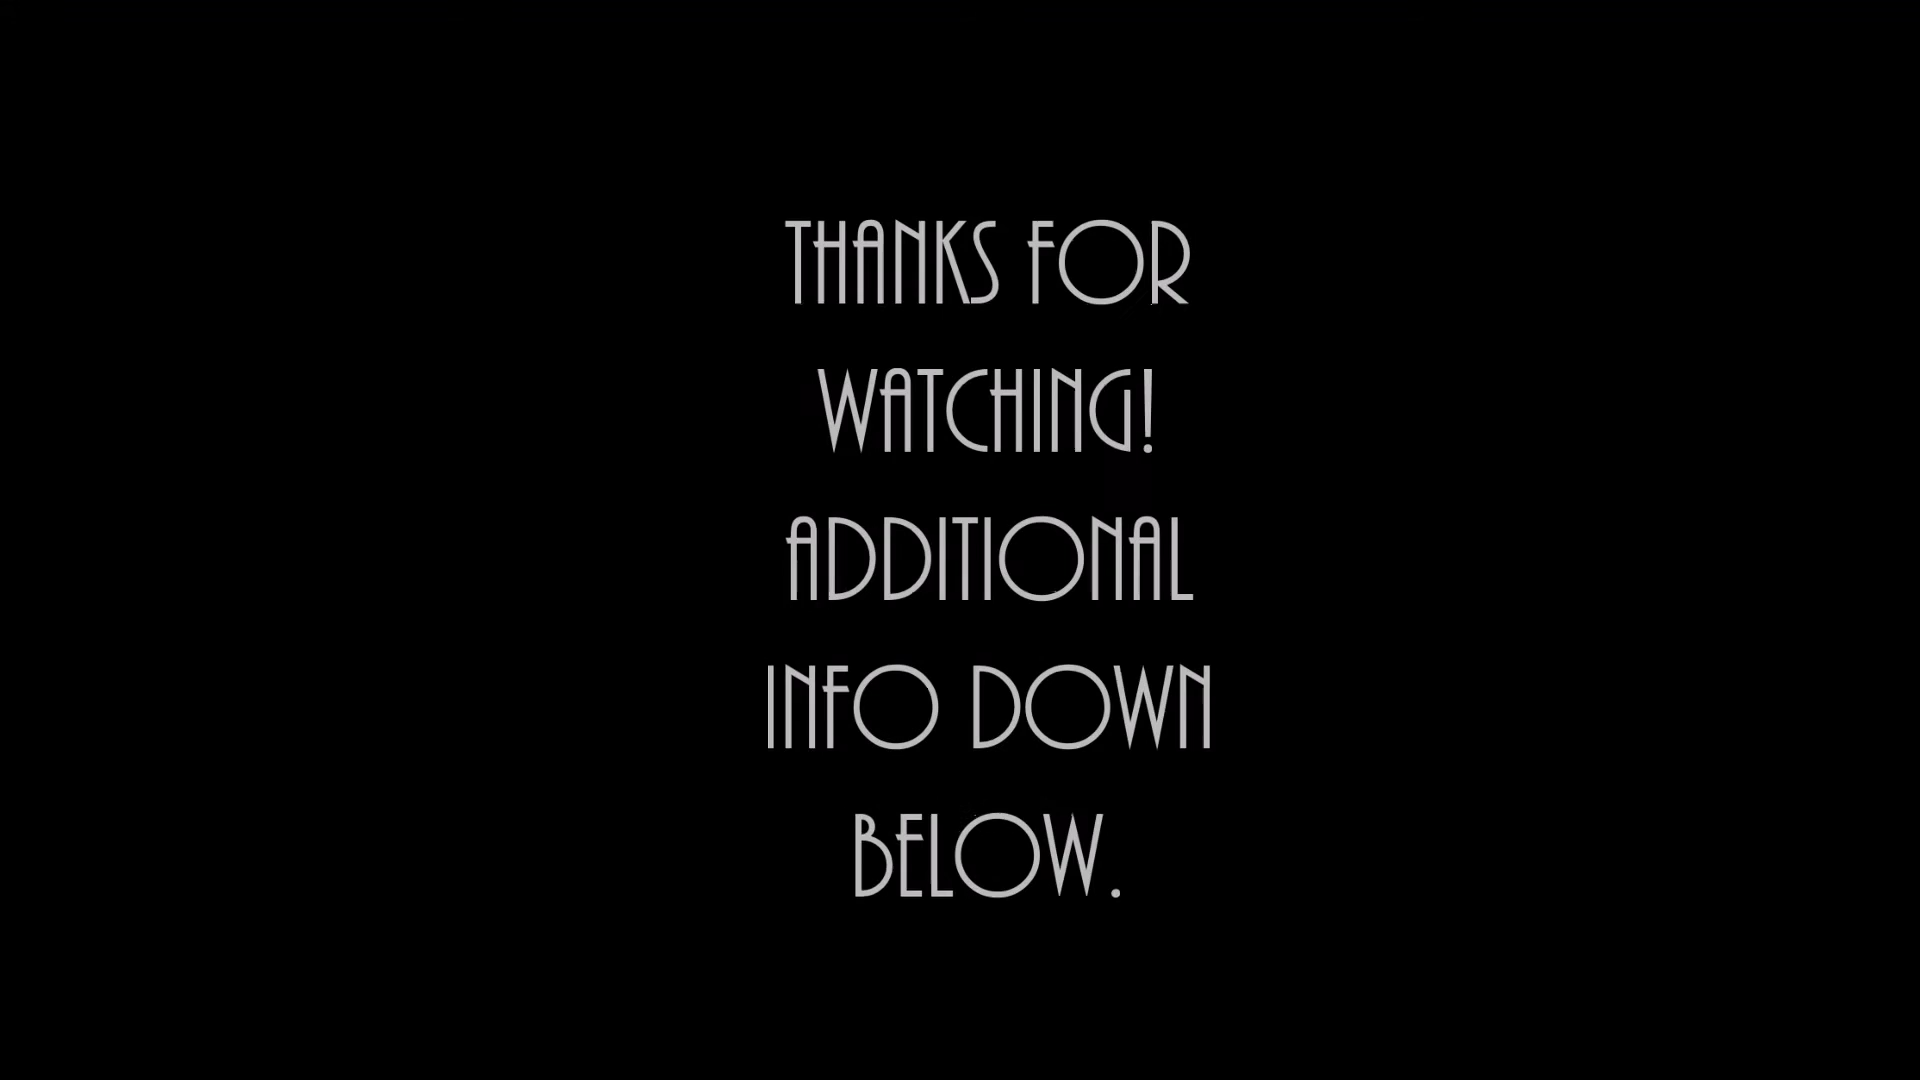 THANKS FOR
WATCHING!
ADDITIONAL
INFO DOWN
BELOW.